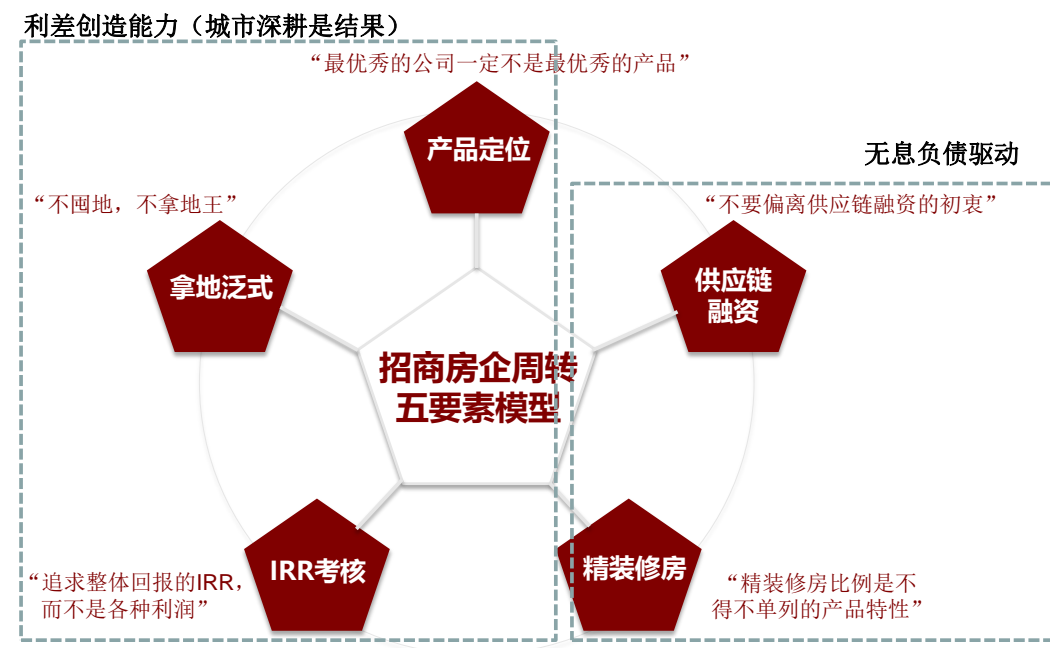 利差创造能力（城市深耕是结果）
“最优秀的公司一定不是最优秀的产品”
产品定位
无息负债驱动
“不囤地，不拿地王”
“不要偏离供应链融资的初衷”
拿地泛式
供应链
融资
招商房企周转
五要素模型
IRR考核
精装修房
“追求整体回报的IRR，
而不是各种利润”
“精装修房比例是不
得不单列的产品特性”